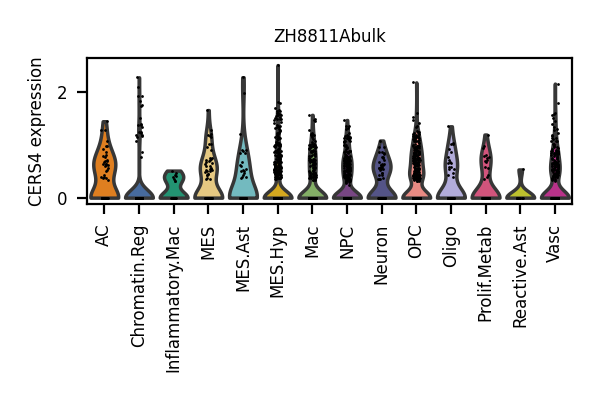 ZH8811Abulk
CERS4 expression
2
0
AC
Chromatin.Reg
Inflammatory.Mac
MES
MES.Ast
MES.Hyp
Mac
NPC
Neuron
OPC
Oligo
Prolif.Metab
Reactive.Ast
Vasc